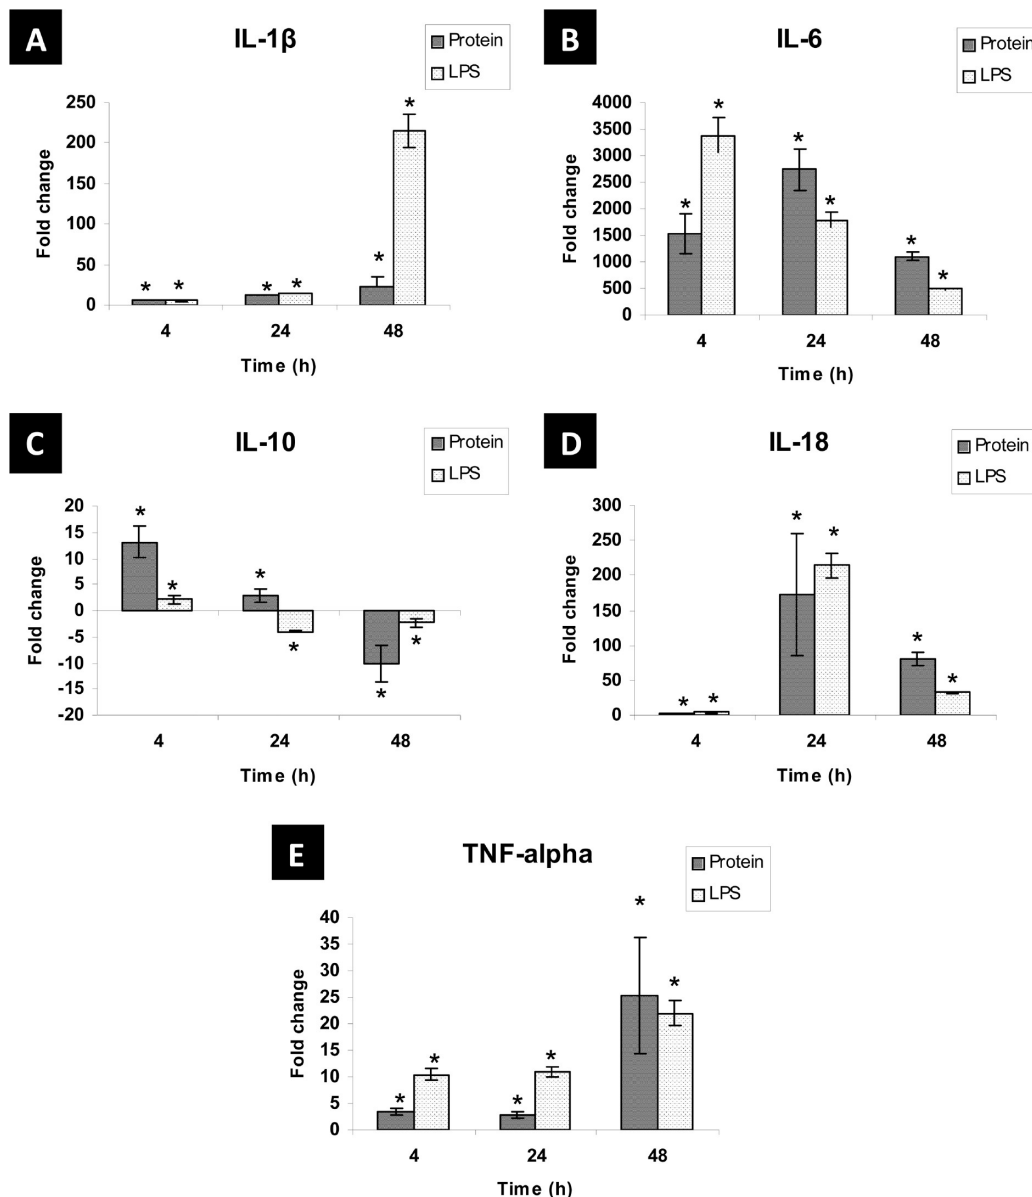 A
IL-1β
Protein
LPS
Fold change
250
200
150
100
50
0
* * * * * *
4 24 48
Time (h)
B
IL-6
Protein
LPS
Fold change
4000
3500
3000
2500
2000
1500
1000
500
0
* * * * * *
4 24 48
Time (h)
C
IL-10
Protein
LPS
Fold change
20
15
10
5
0
-5
-10
-15
-20
* * * * * *
4 24 48
Time (h)
D
IL-18
Protein
LPS
Fold change
300
250
200
150
100
50
0
* * * * * *
4 24 48
Time (h)
E
TNF-alpha
Protein
LPS
Fold change
40
35
30
25
20
15
10
5
0
* * * * * *
4 24 48
Time (h)